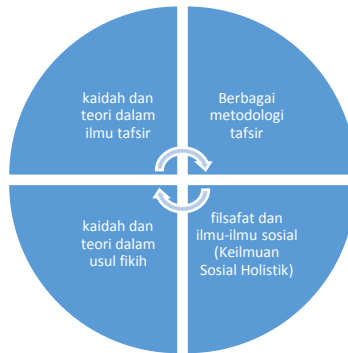 kaidah dan
teori dalam
ilmu tafsir
Berbagai
metodologi
tafsir
kaidah dan
teori dalam
usul fikih
filsafat dan
ilmu-ilmu sosial
(Keilmuan
Sosial Holistik)